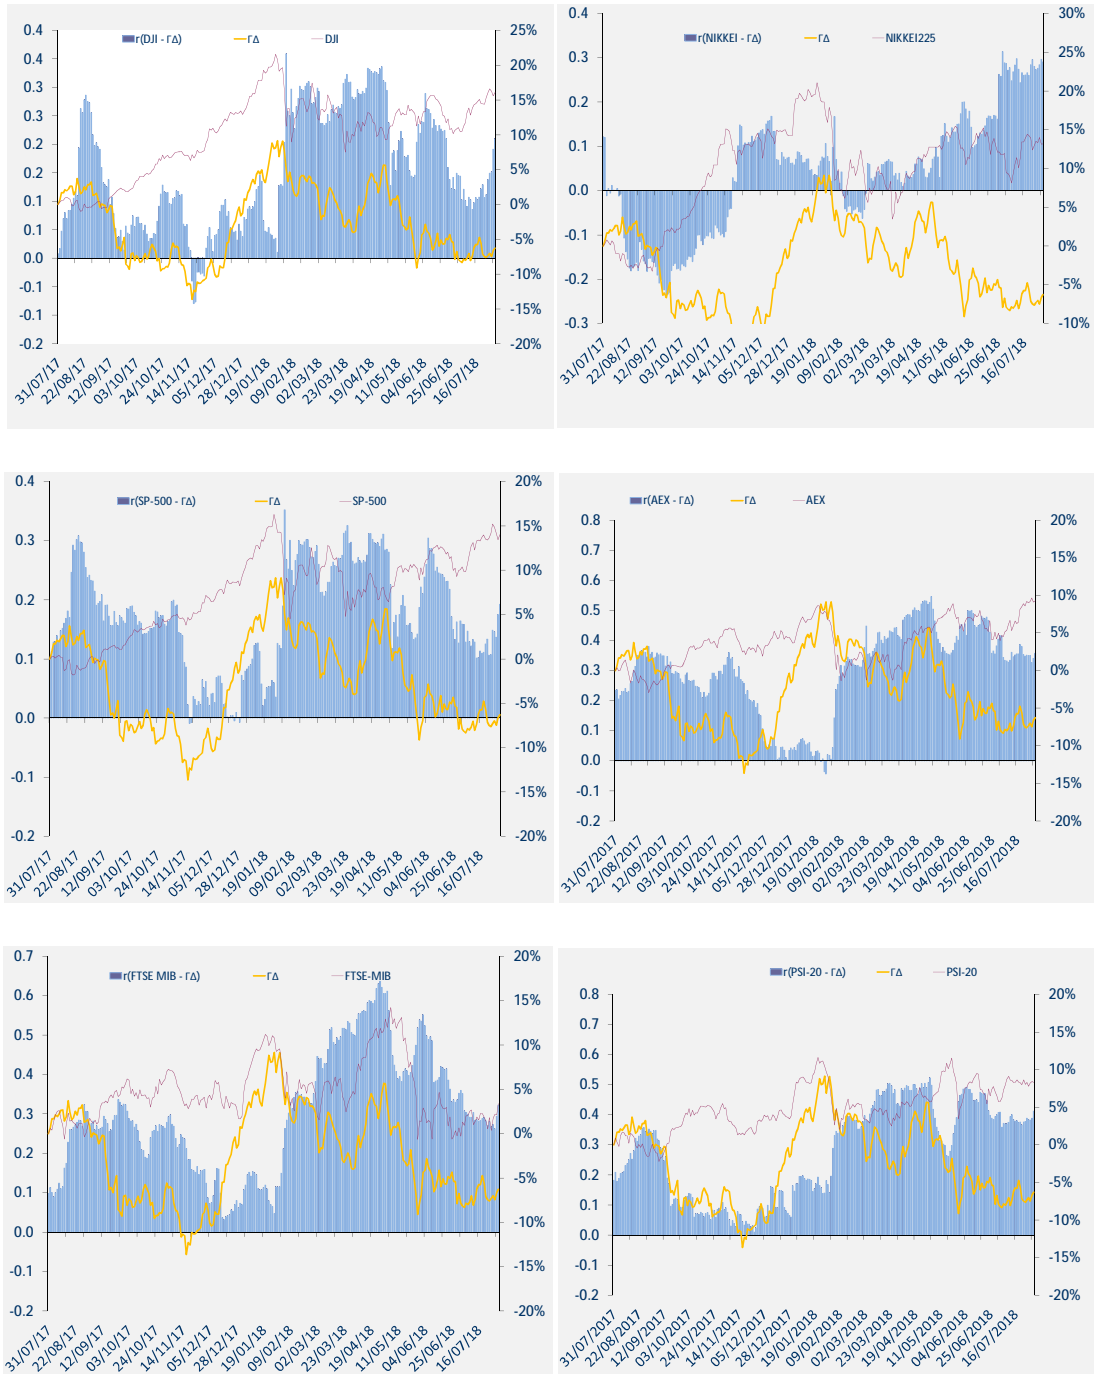 r(DJI - ΓΔ) ΓΔ DJI
0.4 0.4 0.3 0.3 0.2 0.2 0.1 0.1 0.0 -0.1 -0.1 -0.2
25% 20% 15% 10% 5% 0% -5% -10% -15% -20%
31/07/17 22/08/17 12/09/17 03/10/17 24/10/17 14/11/17 05/12/17 28/12/17 19/01/18 09/02/18 02/03/18 23/03/18 19/04/18 11/05/18 04/06/18 25/06/18 16/07/18
r(NIKKEI - ΓΔ) ΓΔ NIKKEI225
0.4 0.3 0.2 0.1 0.0 -0.1 -0.2 -0.3
30% 25% 20% 15% 10% 5% 0% -5% -10%
31/07/17 22/08/17 12/09/17 03/10/17 24/10/17 14/11/17 05/12/17 28/12/17 19/01/18 09/02/18 02/03/18 23/03/18 19/04/18 11/05/18 04/06/18 25/06/18 16/07/18
r(SP-500 - ΓΔ) ΓΔ SP-500
0.4 0.3 0.2 0.1 0.0 -0.1 -0.2
20% 15% 10% 5% 0% -5% -10% -15% -20%
31/07/17 22/08/17 12/09/17 03/10/17 24/10/17 14/11/17 05/12/17 28/12/17 19/01/18 09/02/18 02/03/18 23/03/18 19/04/18 11/05/18 04/06/18 25/06/18 16/07/18
r(AEX - ΓΔ) ΓΔ AEX
0.8 0.7 0.6 0.5 0.4 0.3 0.2 0.1 0.0 -0.1 -0.2
20% 15% 10% 5% 0% -5% -10% -15% -20%
31/07/2017 22/08/2017 12/09/2017 03/10/2017 24/10/2017 14/11/2017 05/12/2017 28/12/2017 19/01/2018 09/02/2018 02/03/2018 23/03/2018 19/04/2018 11/05/2018 04/06/2018 25/06/2018 16/07/2018
r(FTSE MIB - ΓΔ) ΓΔ FTSE-MIB
0.7 0.6 0.5 0.4 0.3 0.2 0.1 0.0 -0.1 -0.2
20% 15% 10% 5% 0% -5% -10% -15% -20%
31/07/17 22/08/17 12/09/17 03/10/17 24/10/17 14/11/17 05/12/17 28/12/17 19/01/18 09/02/18 02/03/18 23/03/18 19/04/18 11/05/18 04/06/18 25/06/18 16/07/18
r(PSI-20 - ΓΔ) ΓΔ PSI-20
0.8 0.7 0.6 0.5 0.4 0.3 0.2 0.1 0.0 -0.1 -0.2
20% 15% 10% 5% 0% -5% -10% -15% -20%
31/07/2017 22/08/2017 12/09/2017 03/10/2017 24/10/2017 14/11/2017 05/12/2017 28/12/2017 19/01/2018 09/02/2018 02/03/2018 23/03/2018 19/04/2018 11/05/2018 04/06/2018 25/06/2018 16/07/2018